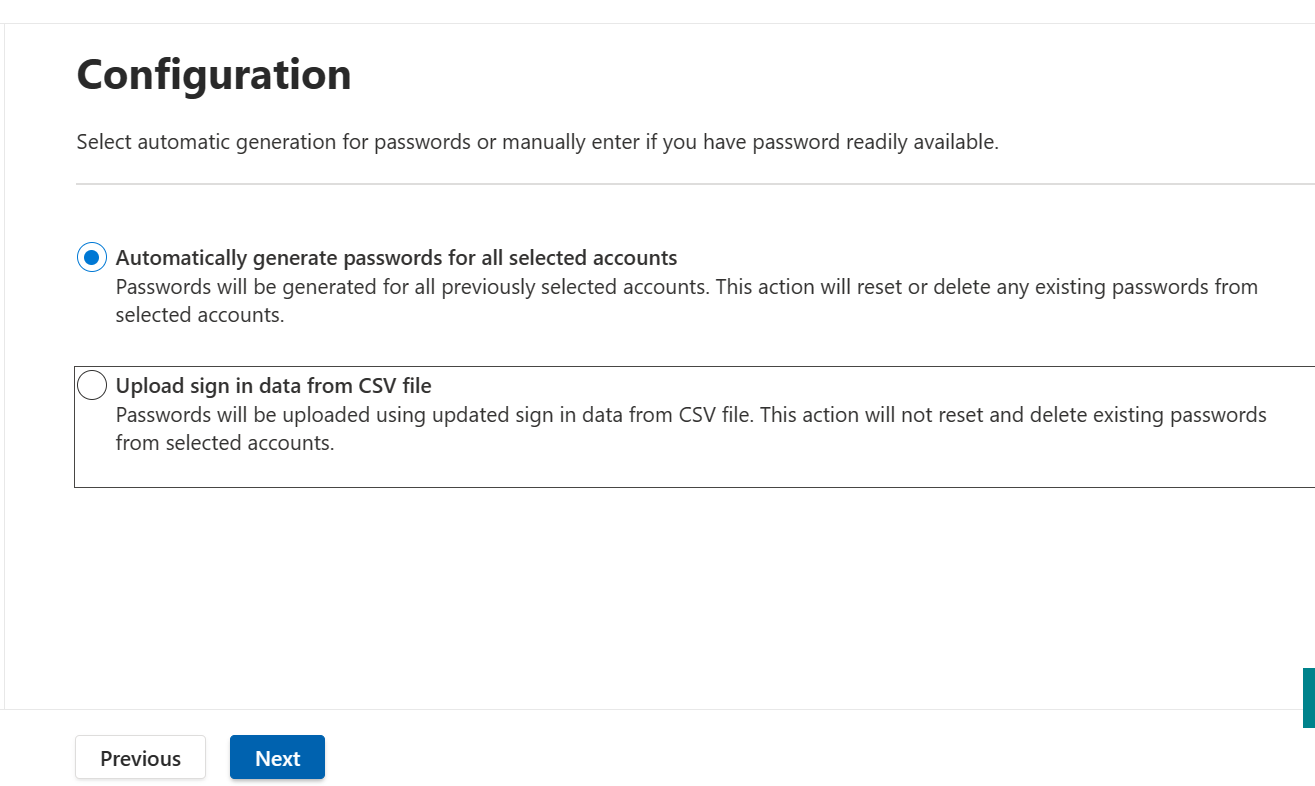 Configuration
Select automatic generation for passwords or manually enter if you have password readily available.
Automatically generate passwords for all selected accounts
Passwords will be generated for all previously selected accounts. This action will reset or delete any existing passwords from
selected accounts.
Upload sign in data from CSV file
Passwords will be uploaded using updated sign in data from CSV file. This action will not reset and delete existing passwords
from selected accounts.
Previous
Next